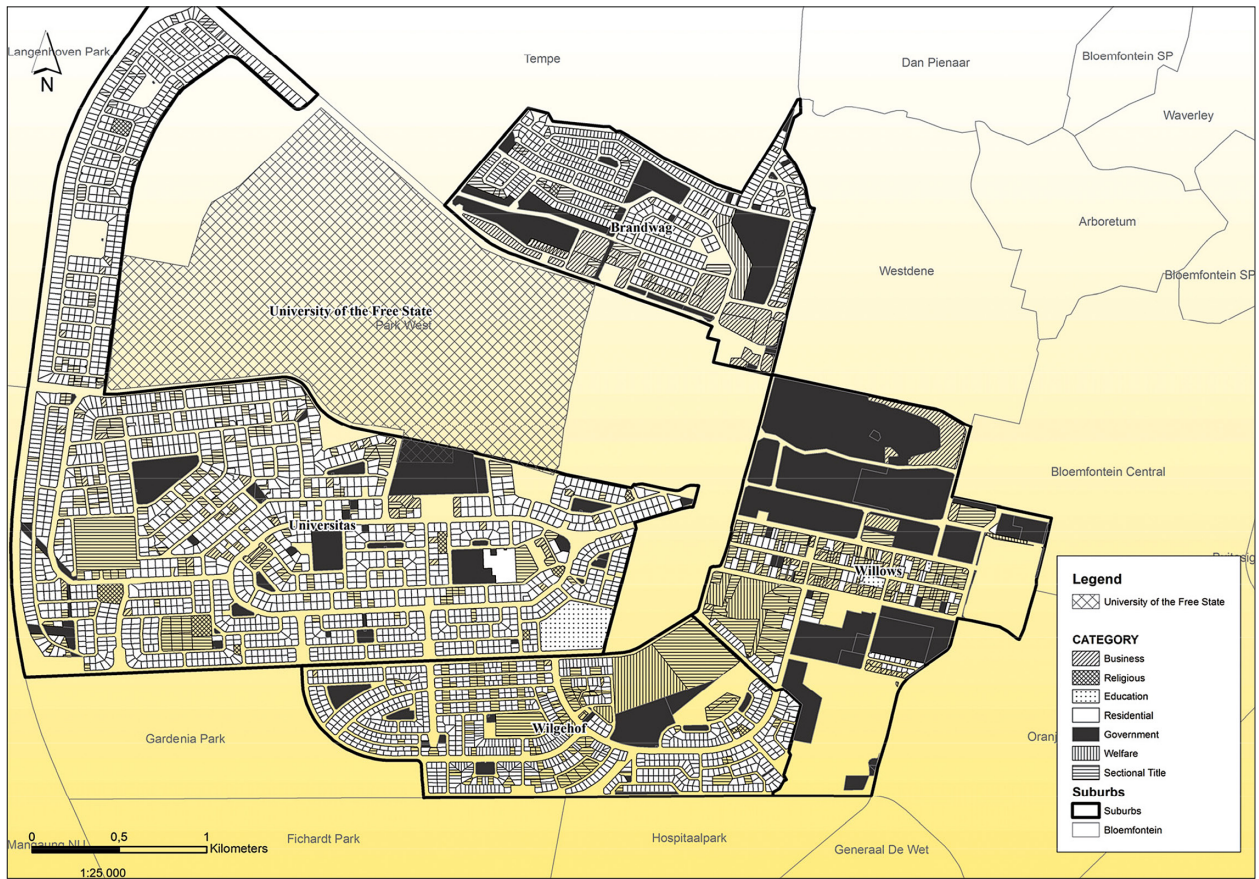 Langenhoven Park
N
Tempe
Dan Pienaar
Bloemfontein SP
Waverley
Brandwag
Arboretum
Westdene
Bloemfontein SP
University of the Free State
Park West
Bloemfontein Central
Universitas
Willows
Wilgehof
Gardenia Park
Fichardt Park
Hospitaalpark
Generaal De Wet
Oranj
Mangaung NU
0
0,5
1
Kilometers
1:25.000
Legend
University of the Free State
CATEGORY
Business
Religious
Education
Residential
Government
Welfare
Sectional Title
Suburbs
Suburbs
Bloemfontein